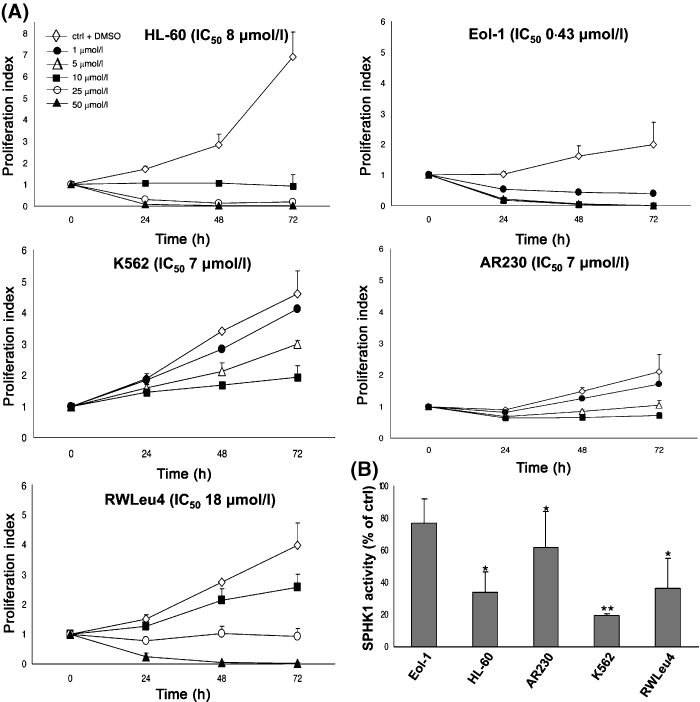 (A)
HL-60 (IC50 8 μmol/l)
Proliferation index
8
7
6
5
4
3
2
1
0
ctrl + DMSO
1 μmol/l
5 μmol/l
10 μmol/l
25 μmol/l
50 μmol/l
0 24 48 72
Time (h)
Eol-1 (IC50 0·43 μmol/l)
Proliferation index
6
5
4
3
2
1
0
0 24 48 72
Time (h)
K562 (IC50 7 μmol/l)
Proliferation index
6
5
4
3
2
1
0
0 24 48 72
Time (h)
AR230 (IC50 7 μmol/l)
Proliferation index
6
5
4
3
2
1
0
0 24 48 72
Time (h)
RWLeu4 (IC50 18 μmol/l)
Proliferation index
6
5
4
3
2
1
0
0 24 48 72
Time (h)
(B)
SPHK1 activity (% of ctrl)
100
80
60
40
20
0
* * ** *
Eol-1 HL-60 AR230 K562 RWLeu4